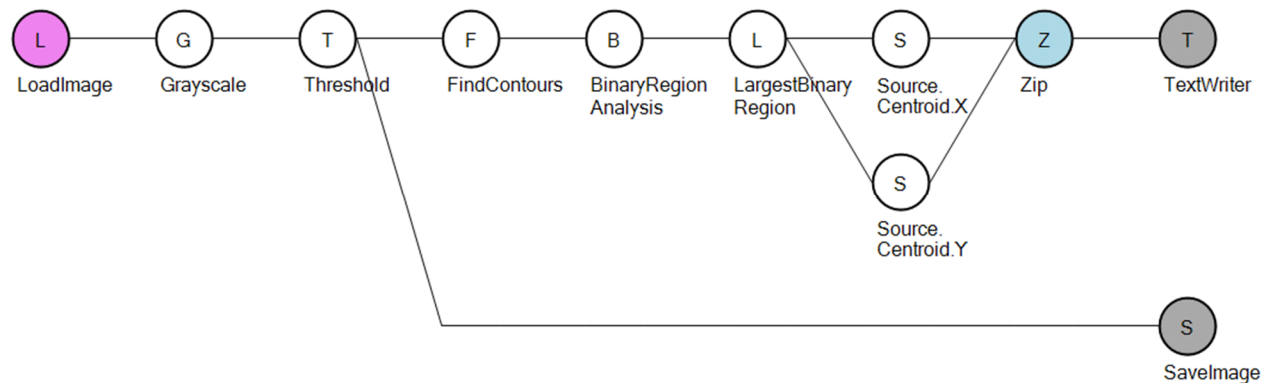 L
G
T
F
B
L
S
Z
T
LoadImage
Grayscale
Threshold
FindContours
BinaryRegion
Analysis
LargestBinary
Region
Source.
Centroid.X
Zip
TextWriter
S
Source.
Centroid.Y
S
SaveImage